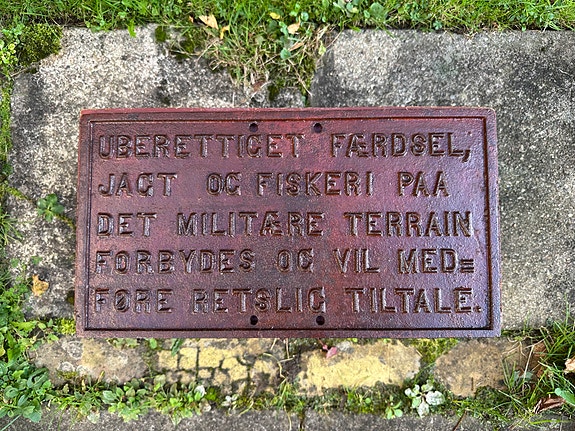 UBERETTIGET FÆRDSEL,
JAGT OG FISKERI PAA
DET MILITÆRE TERRAIN
FORBYDES OG VIL MED=
FØRE RETSLIG TILTALE.